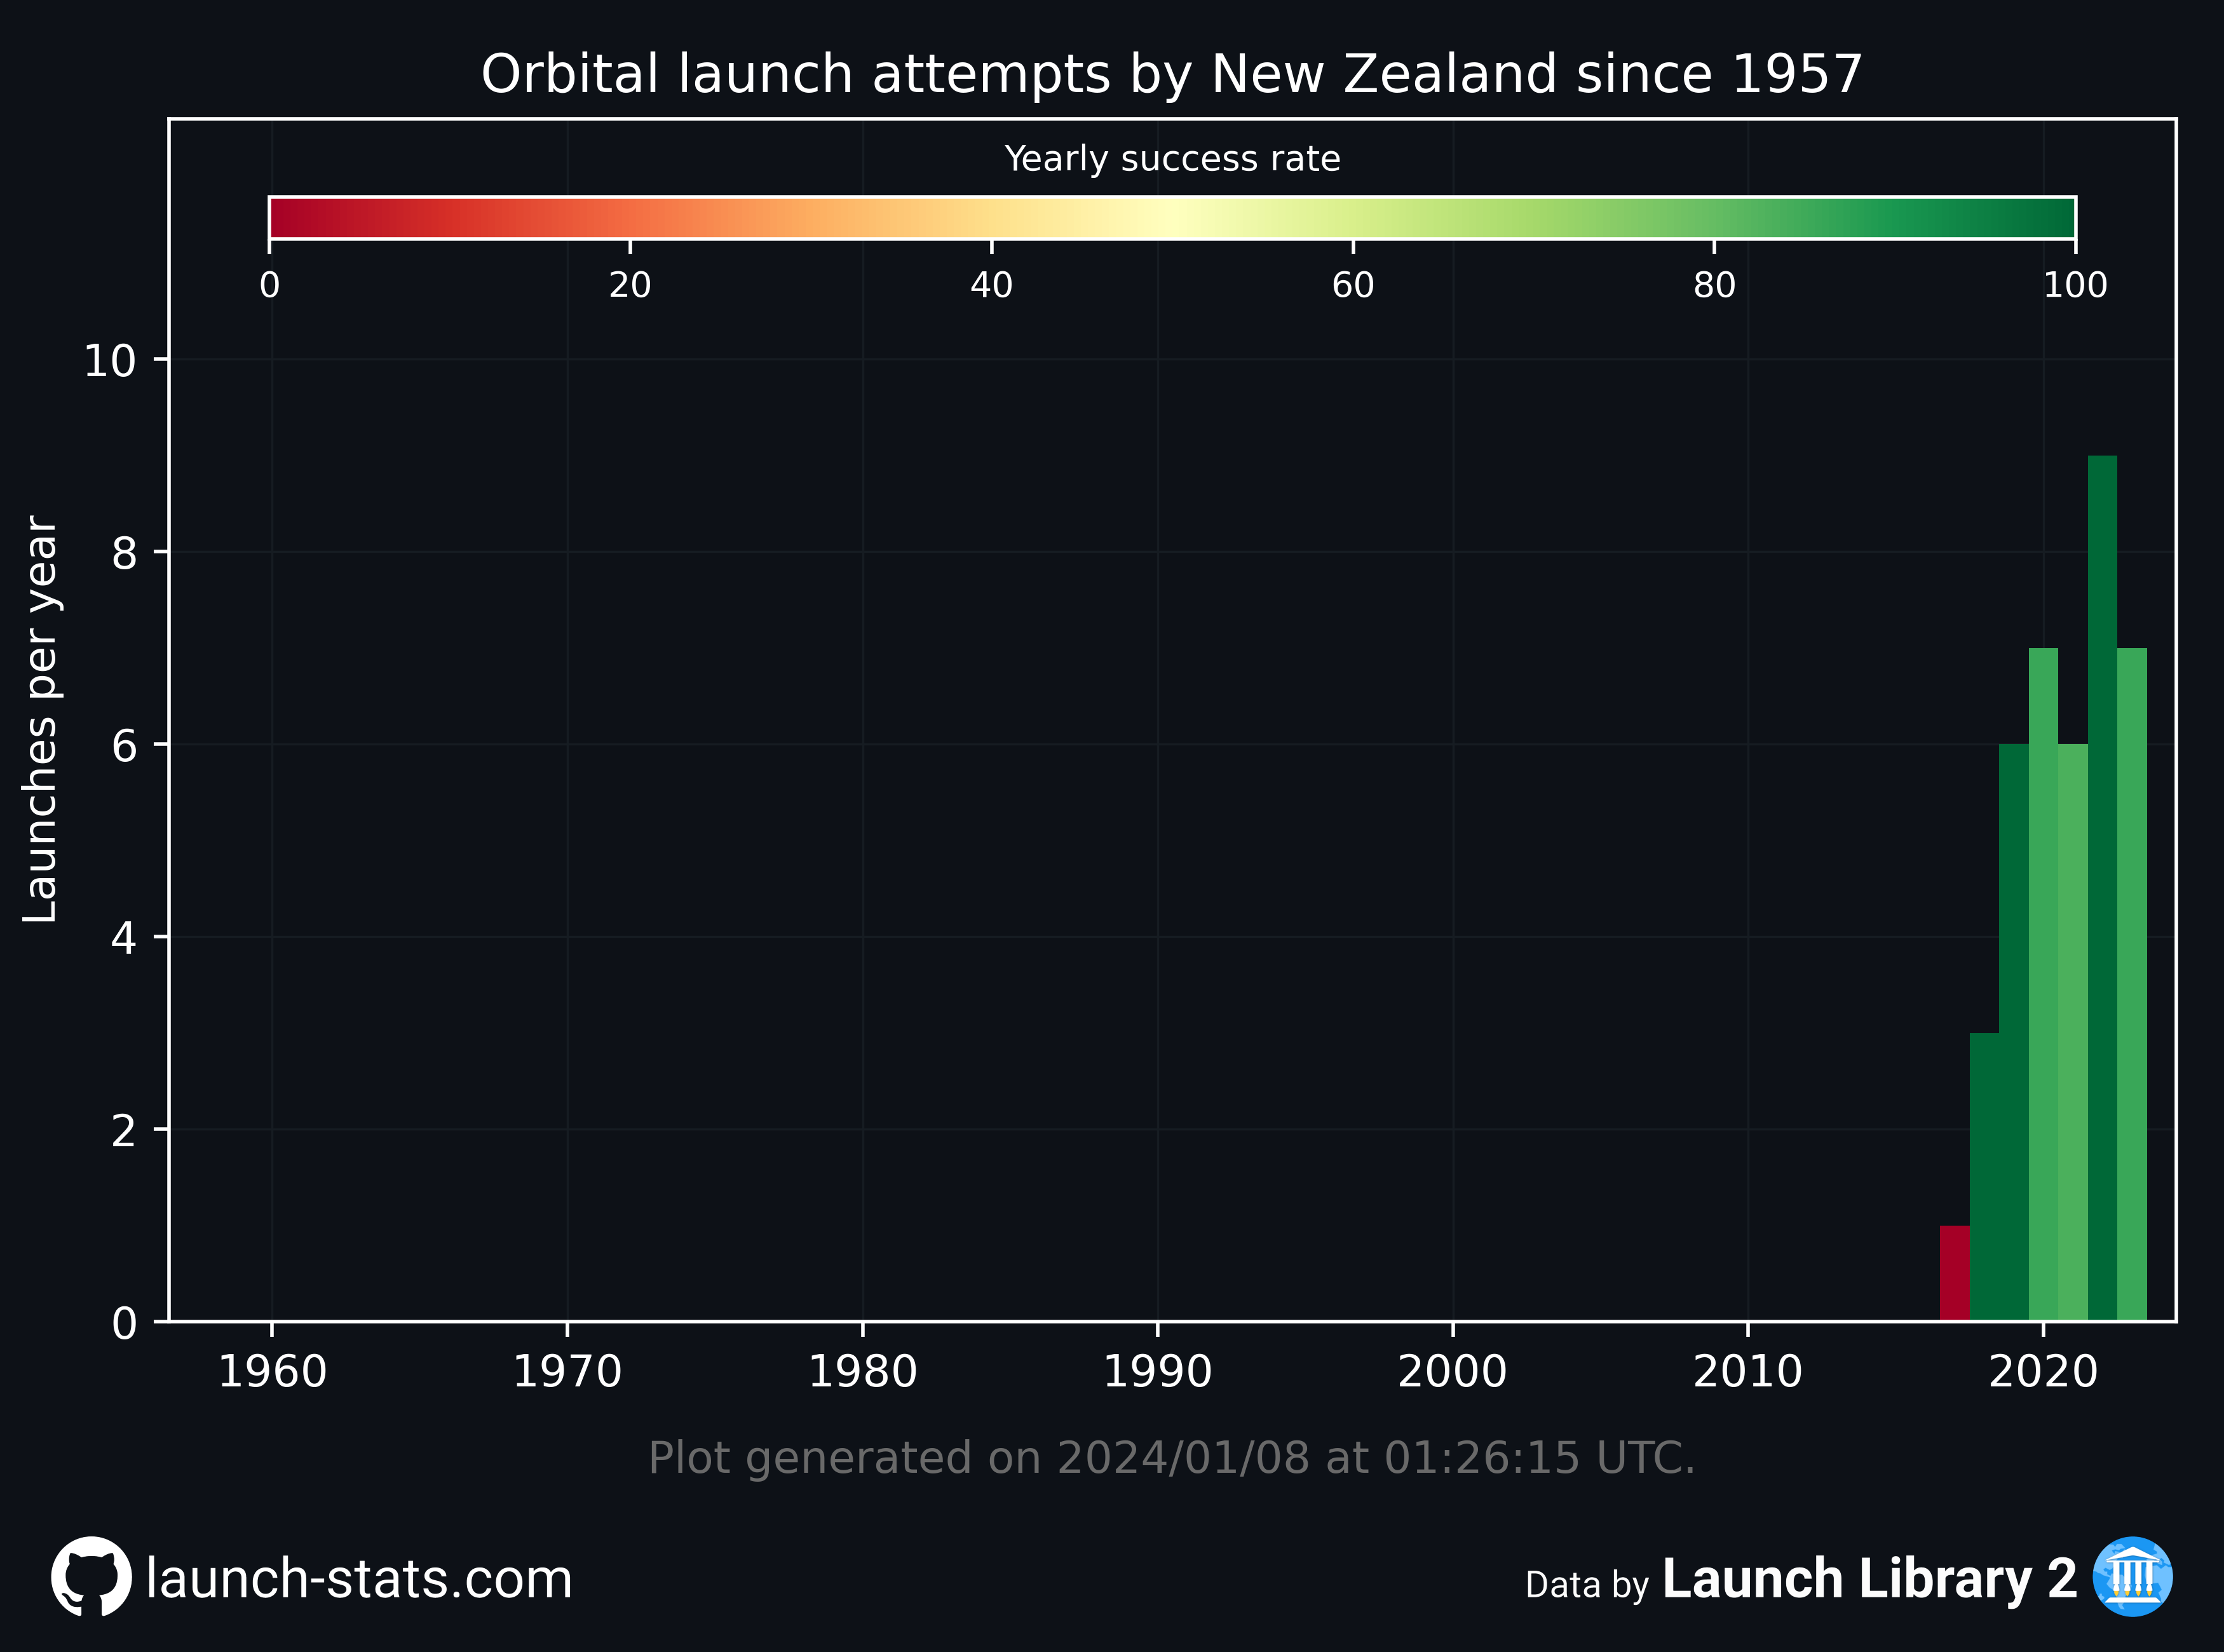 Orbital launch attempts by New Zealand since 1957
Yearly success rate
0 20 40 60 80 100
Launches per year
10
8
6
4
2
0
1960 1970 1980 1990 2000 2010 2020
Plot generated on 2024/01/08 at 01:26:15 UTC.
launch-stats.com
Data by Launch Library 2